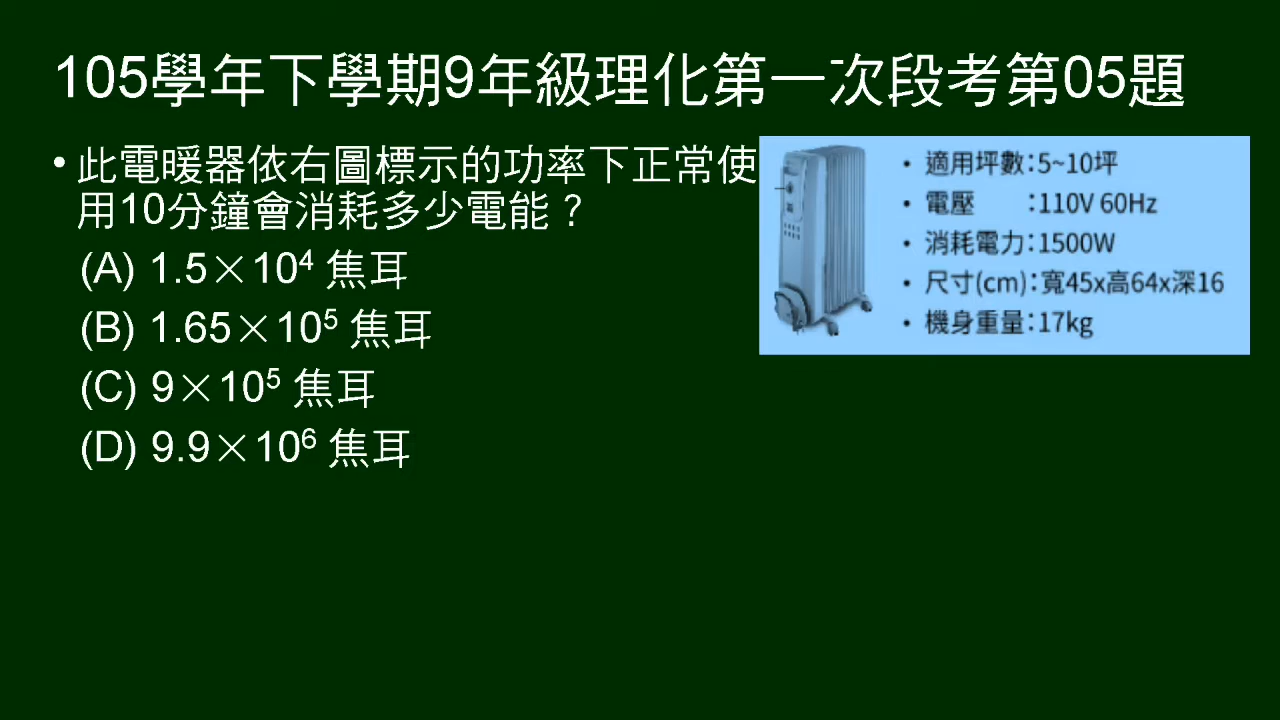 105學年下學期9年級理化第一次段考第05題
• 此電暖器依右圖標示的功率下正常使
用10分鐘會消耗多少電能？
(A) 1.5×10⁴ 焦耳
(B) 1.65×10⁵ 焦耳
(C) 9×10⁵ 焦耳
(D) 9.9×10⁶ 焦耳
• 適用坪數:5~10坪
• 電壓 :110V 60Hz
• 消耗電力:1500W
• 尺寸(cm):寬45x高64x深16
• 機身重量:17kg